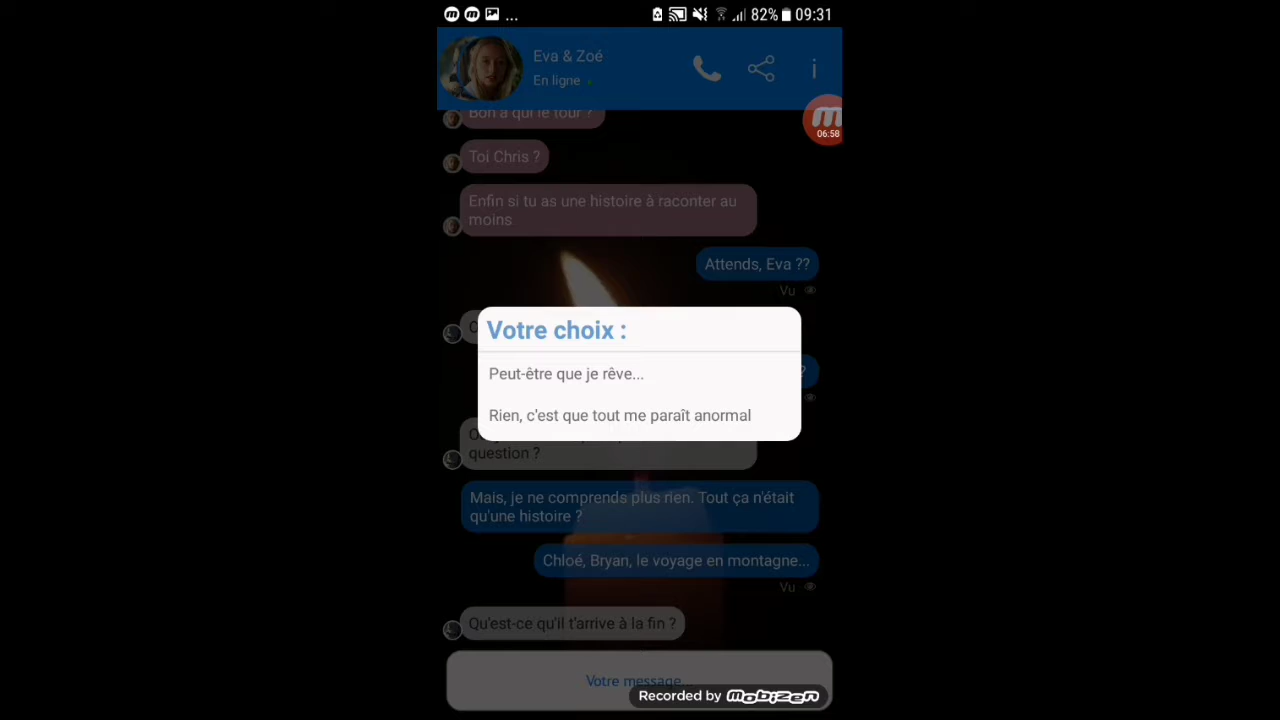 ... 82% 09:31
Eva & Zoé
En ligne
06:58
Bon à qui le tour ?
Toi Chris ?
Enfin si tu as une histoire à raconter au
moins
Attends, Eva ??
Vu
Votre choix :
?
Peut-être que je rêve...
Rien, c'est que tout me paraît anormal
question ?
Mais, je ne comprends plus rien. Tout ça n'était
qu'une histoire ?
Chloé, Bryan, le voyage en montagne...
Vu
Qu'est-ce qu'il t'arrive à la fin ?
Votre message...
Recorded by mobizen